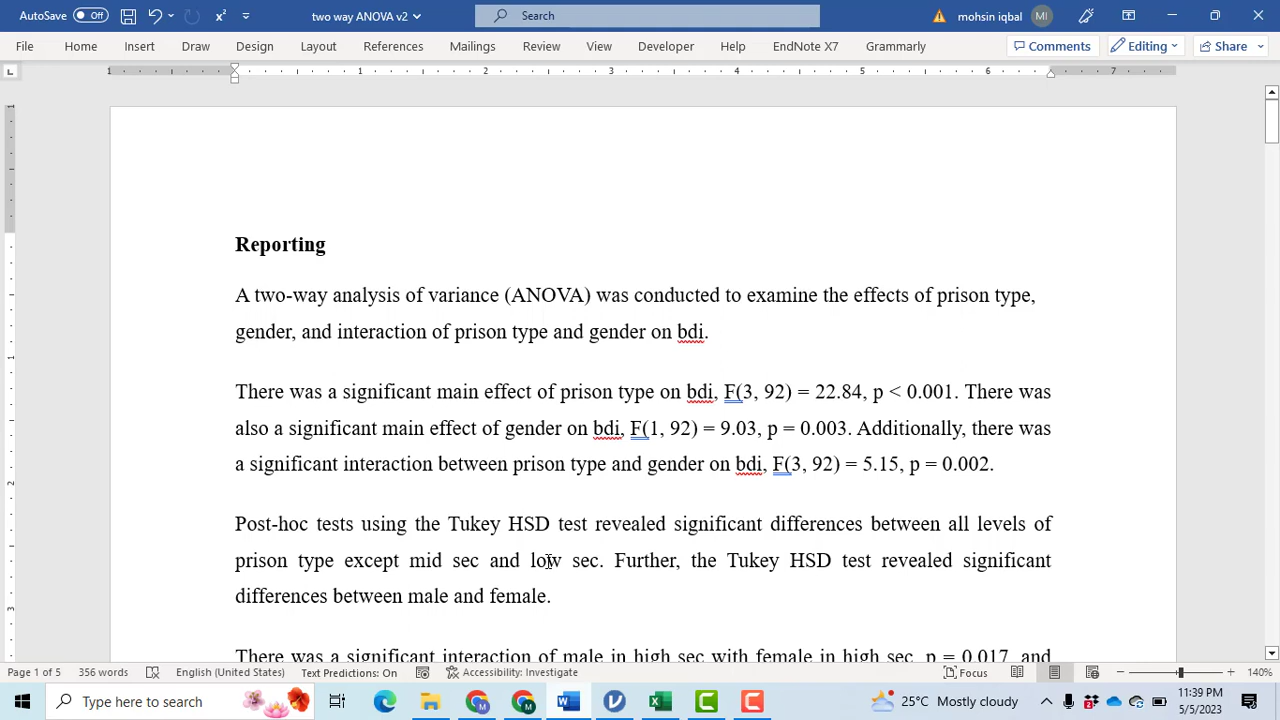 AutoSave Off two way ANOVA v2 Search mohsin iqbal MI
File Home Insert Draw Design Layout References Mailings Review View Developer Help EndNote X7 Grammarly Comments Editing Share
1 1 2 3 4 5 6 7
Reporting
A two-way analysis of variance (ANOVA) was conducted to examine the effects of prison type,
gender, and interaction of prison type and gender on bdi.
There was a significant main effect of prison type on bdi, F(3, 92) = 22.84, p < 0.001. There was
also a significant main effect of gender on bdi, F(1, 92) = 9.03, p = 0.003. Additionally, there was
a significant interaction between prison type and gender on bdi, F(3, 92) = 5.15, p = 0.002.
Post-hoc tests using the Tukey HSD test revealed significant differences between all levels of
prison type except mid sec and low sec. Further, the Tukey HSD test revealed significant
differences between male and female.
There was a significant interaction of male in high sec with female in high sec, p = 0.017, and
Page 1 of 5 356 words English (United States) Text Predictions: On Accessibility: Investigate Focus 140%
Type here to search 25°C Mostly cloudy 11:39 PM
5/5/2023